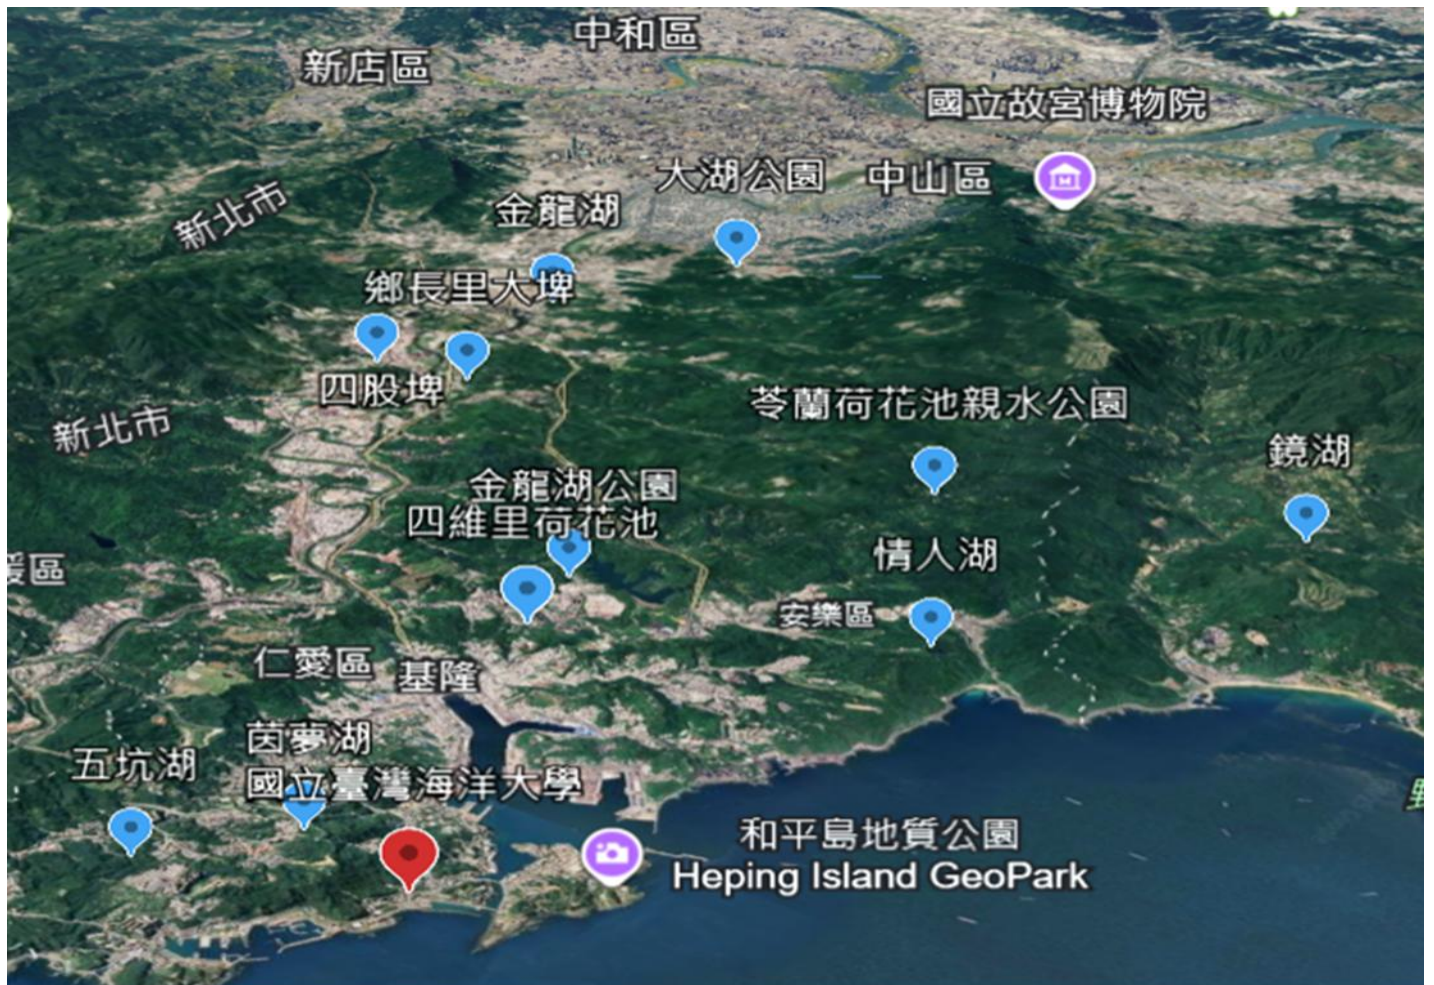 中和區
新店區
國立故宮博物院
大湖公園
中山區
新北市
金龍湖
鄉長里大埤
四股埤
苓蘭荷花池親水公園
新北市
鏡湖
金龍湖公園
四維里荷花池
情人湖
區
安樂區
仁愛區
基隆
茵夢湖
五坑湖
國立臺灣海洋大學
和平島地質公園
Heping Island GeoPark